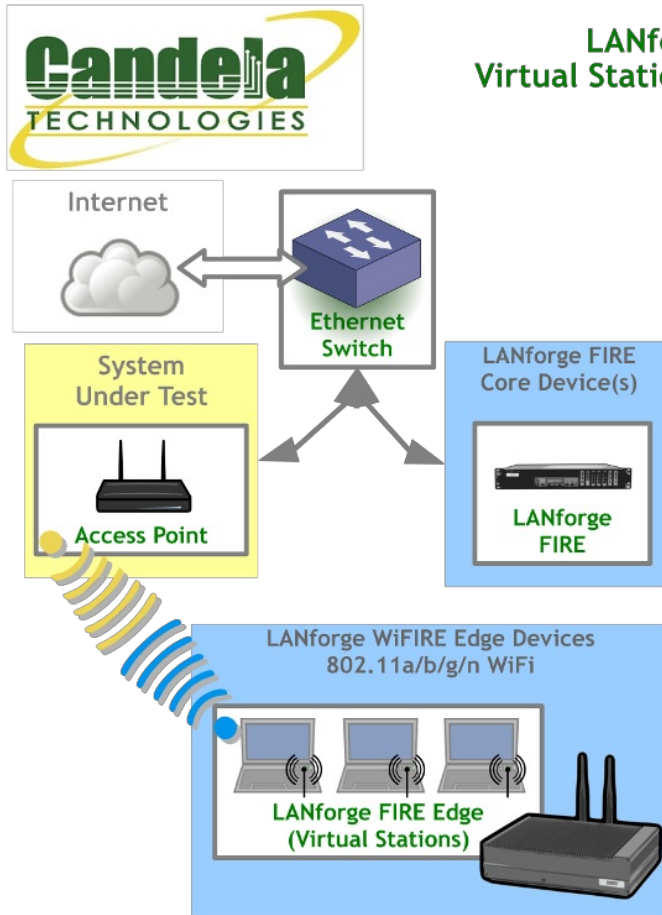 Candela
TECHNOLOGIES
Virtual
Internet
Ethernet
Switch
System
Under Test
Access Point
LANforge FIRE
Core Device(s)
LANforge
FIRE
LANforge WiFIRE Edge Devices
802.11a/b/g/n WiFi
LANforge FIRE Edge
(Virtual Stations)